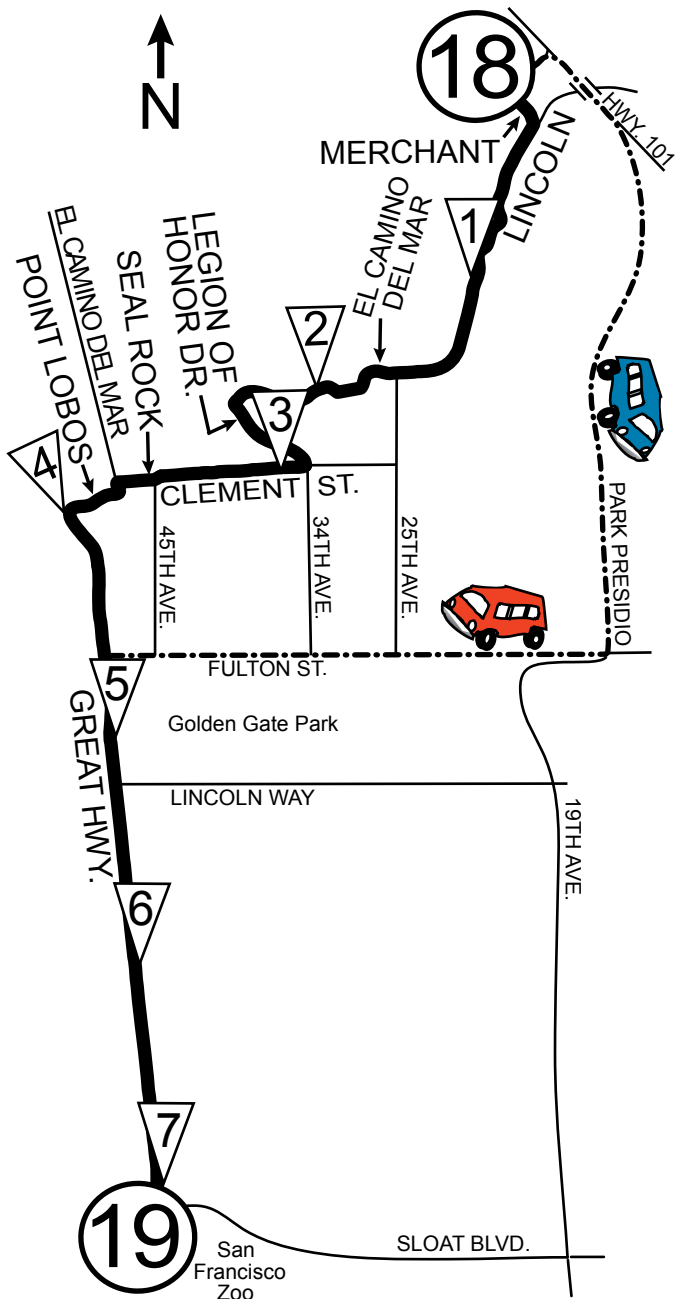 18
N
HWY. 101
MERCHANT
LINCOLN
1
EL CAMINO
DEL MAR
LEGION OF
HONOR DR.
EL CAMINO DEL MAR
SEAL ROCK
POINT LOBOS
2
3
4
CLEMENT ST.
45TH AVE.
34TH AVE.
25TH AVE.
PARK PRESIDIO
FULTON ST.
5
Golden Gate Park
GREAT HWY.
LINCOLN WAY
19TH AVE.
6
7
19
San
Francisco
Zoo
SLOAT BLVD.